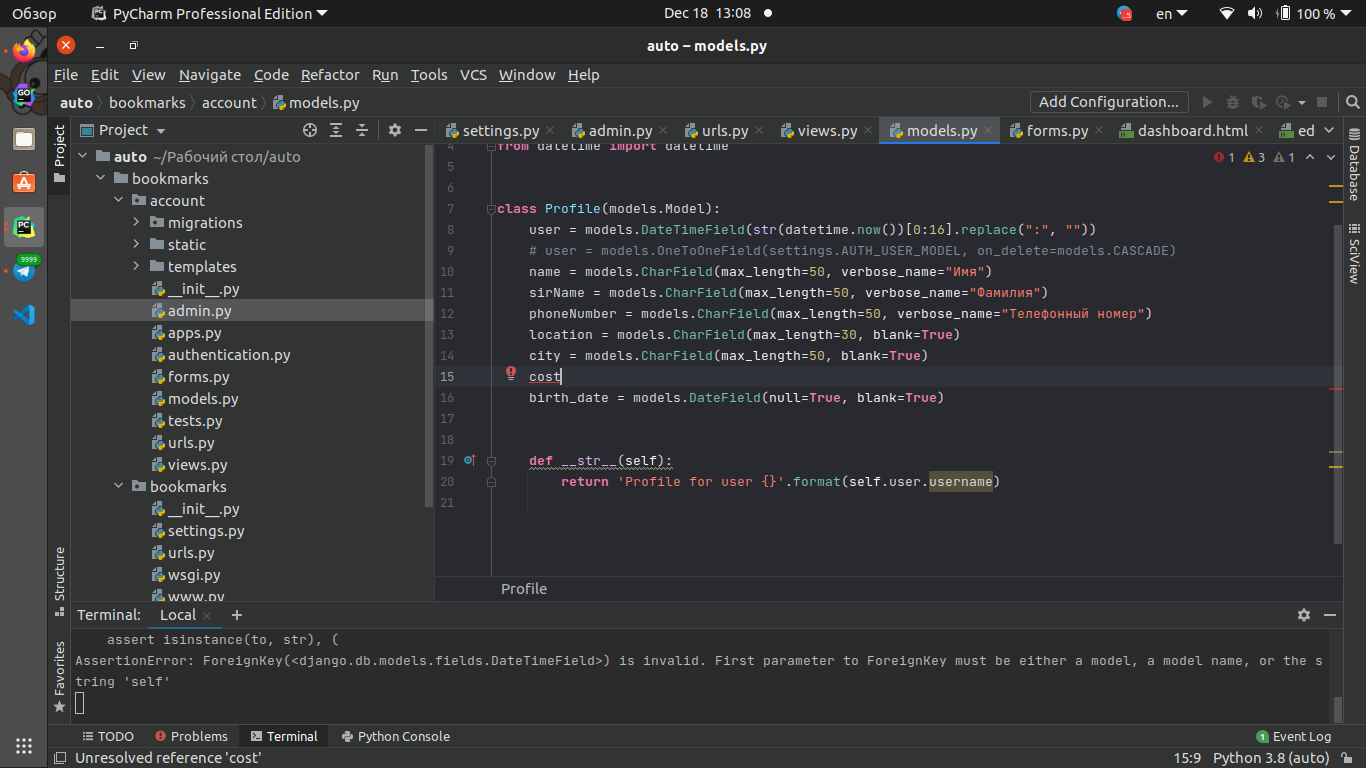 Обзор PyCharm Professional Edition Dec 18 13:08 en 100 %
auto – models.py
File Edit View Navigate Code Refactor Run Tools VCS Window Help
auto bookmarks account models.py Add Configuration...
Project
Project
settings.py admin.py urls.py views.py models.py forms.py dashboard.html ed
auto ~/Рабочий стол/auto
bookmarks
account
migrations
static
templates
__init__.py
admin.py
apps.py
authentication.py
forms.py
models.py
tests.py
urls.py
views.py
bookmarks
__init__.py
settings.py
urls.py
wsgi.py
www.py
GO
PC
9999
1 3 1
4 from datetime import datetime
5
6
7 class Profile(models.Model):
8 user = models.DateTimeField(str(datetime.now())[0:16].replace(":", ""))
9 # user = models.OneToOneField(settings.AUTH_USER_MODEL, on_delete=models.CASCADE)
10 name = models.CharField(max_length=50, verbose_name="Имя")
11 sirName = models.CharField(max_length=50, verbose_name="Фамилия")
12 phoneNumber = models.CharField(max_length=50, verbose_name="Телефонный номер")
13 location = models.CharField(max_length=30, blank=True)
14 city = models.CharField(max_length=50, blank=True)
15 cost
16 birth_date = models.DateField(null=True, blank=True)
17
18
19 def __str__(self):
20 return 'Profile for user {}'.format(self.user.username)
21
Profile
Database
SciView
Structure
Favorites
Terminal: Local +
assert isinstance(to, str), (
AssertionError: ForeignKey(<django.db.models.fields.DateTimeField>) is invalid. First parameter to ForeignKey must be either a model, a model name, or the s
tring 'self'
TODO Problems Terminal Python Console 1 Event Log
Unresolved reference 'cost' 15:9 Python 3.8 (auto)